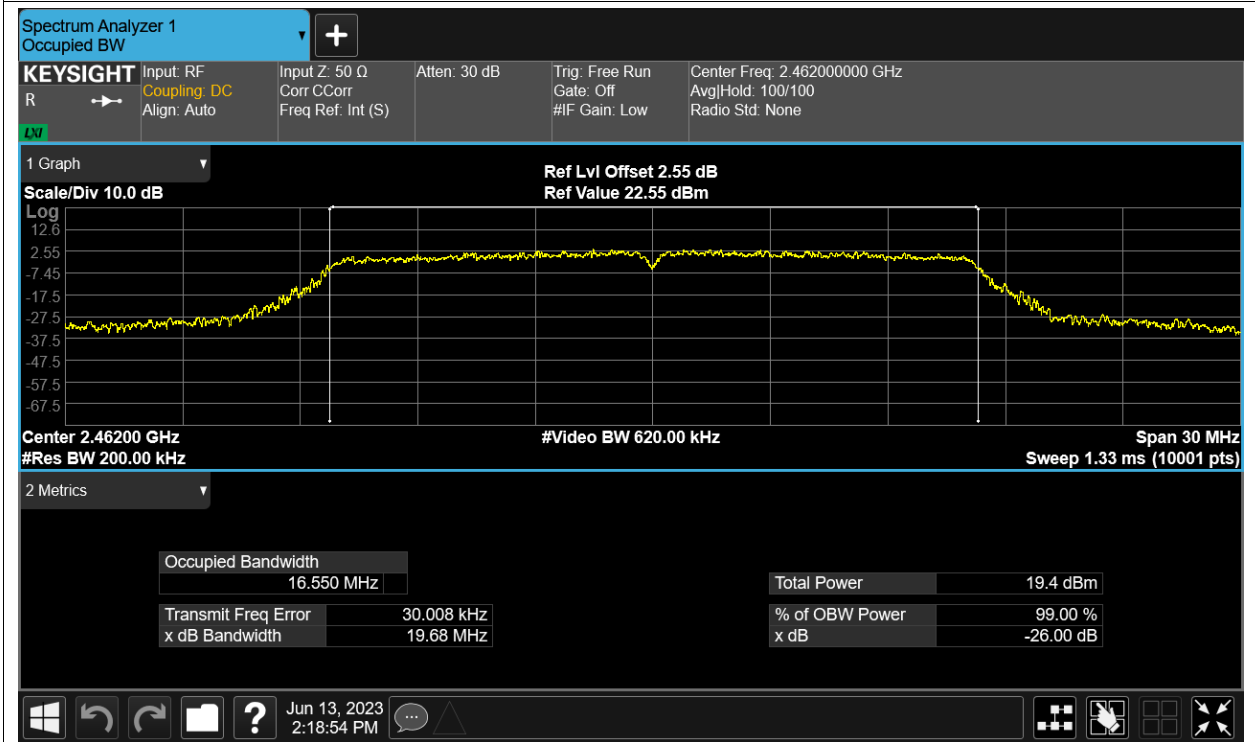 Spectrum Analyzer 1
Occupied BW
KEYSIGHT
R
LXI
Input: RF
Coupling: DC
Align: Auto
Input Z: 50 Ω
Corr CCorr
Freq Ref: Int (S)
Atten: 30 dB
Trig: Free Run
Gate: Off
#IF Gain: Low
Center Freq: 2.462000000 GHz
Avg|Hold: 100/100
Radio Std: None
1 Graph
Scale/Div 10.0 dB
Ref Lvl Offset 2.55 dB
Ref Value 22.55 dBm
Log
12.6
2.55
-7.45
-17.5
-27.5
-37.5
-47.5
-57.5
-67.5
Center 2.46200 GHz
#Res BW 200.00 kHz
#Video BW 620.00 kHz
Span 30 MHz
Sweep 1.33 ms (10001 pts)
2 Metrics
Occupied Bandwidth
16.550 MHz
Transmit Freq Error 30.008 kHz
x dB Bandwidth 19.68 MHz
Total Power 19.4 dBm
% of OBW Power 99.00 %
x dB -26.00 dB
Jun 13, 2023
2:18:54 PM